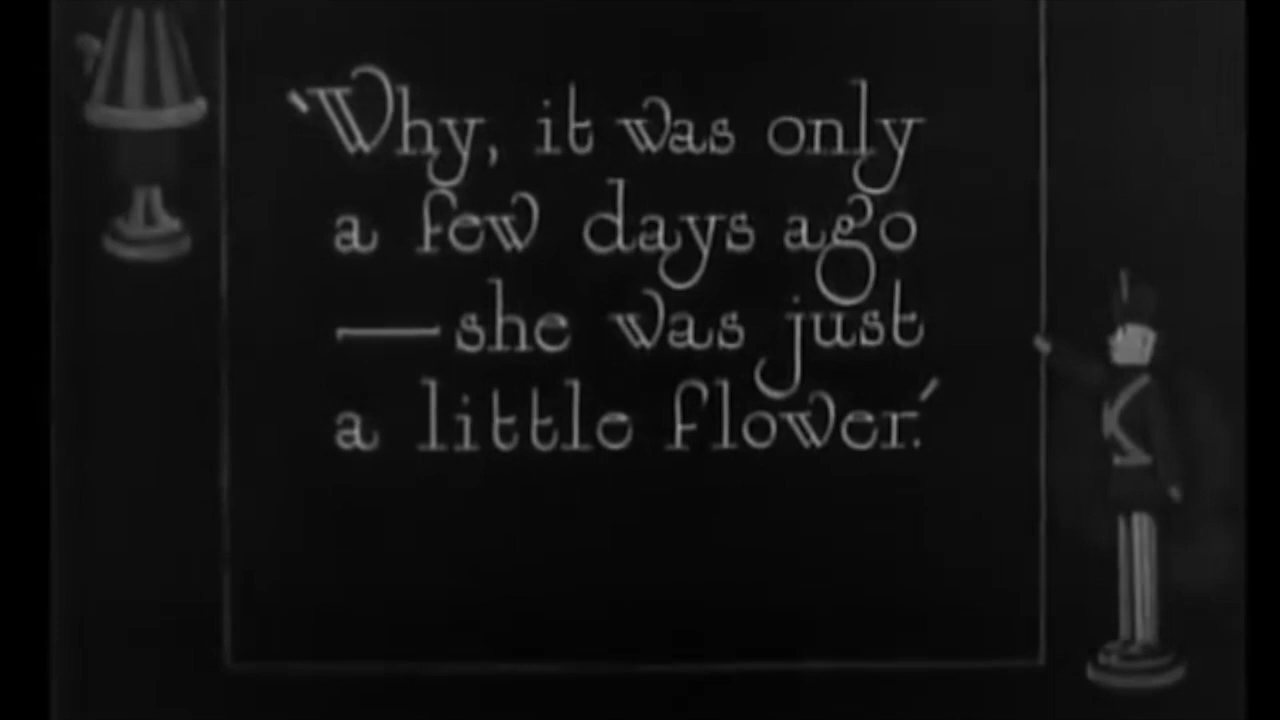 ‵Why, it was only
a few days ago
—she was just
a little flower.′